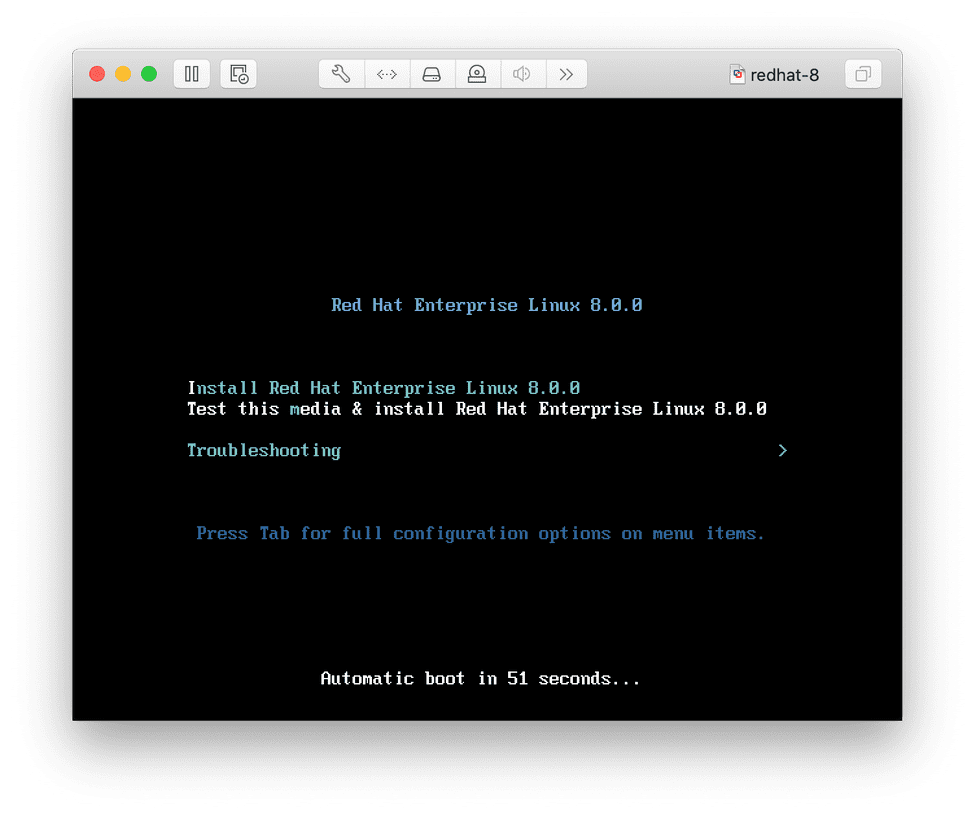 redhat-8
Red Hat Enterprise Linux 8.0.0
Install Red Hat Enterprise Linux 8.0.0
Test this media & install Red Hat Enterprise Linux 8.0.0
Troubleshooting >
Press Tab for full configuration options on menu items.
Automatic boot in 51 seconds...